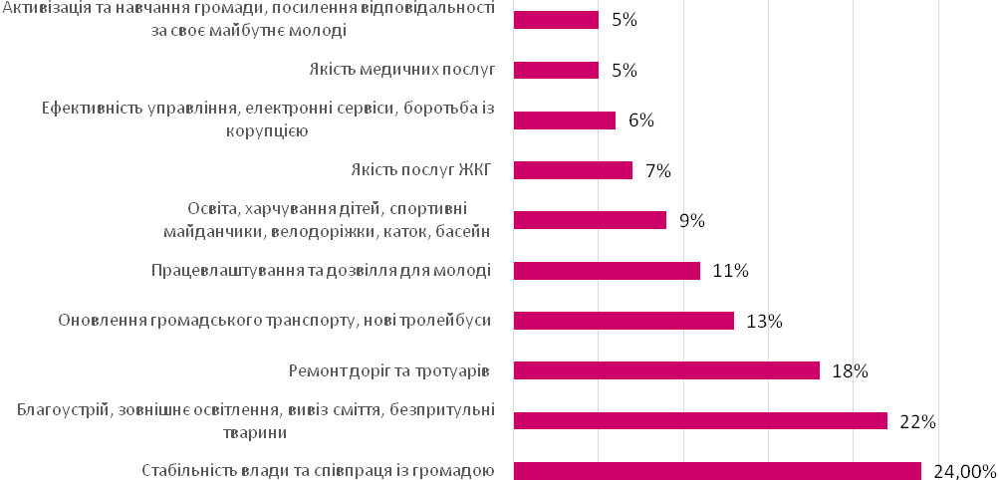 Активізація та навчання громади, посилення відповідальності
за своє майбутнє молоді
5%
Якість медичних послуг
5%
Ефективність управління, електронні сервіси, боротьба із
корупцією
6%
Якість послуг ЖКГ
7%
Освіта, харчування дітей, спортивні
майданчики, велодоріжки, каток, басейн
9%
Працевлаштування та дозвілля для молоді
11%
Оновлення громадського транспорту, нові тролейбуси
13%
Ремонт доріг та тротуарів
18%
Благоустрій, зовнішнє освітлення, вивіз сміття, безпритульні
тварини
22%
Стабільність влади та співпраця із громадою
24,00%